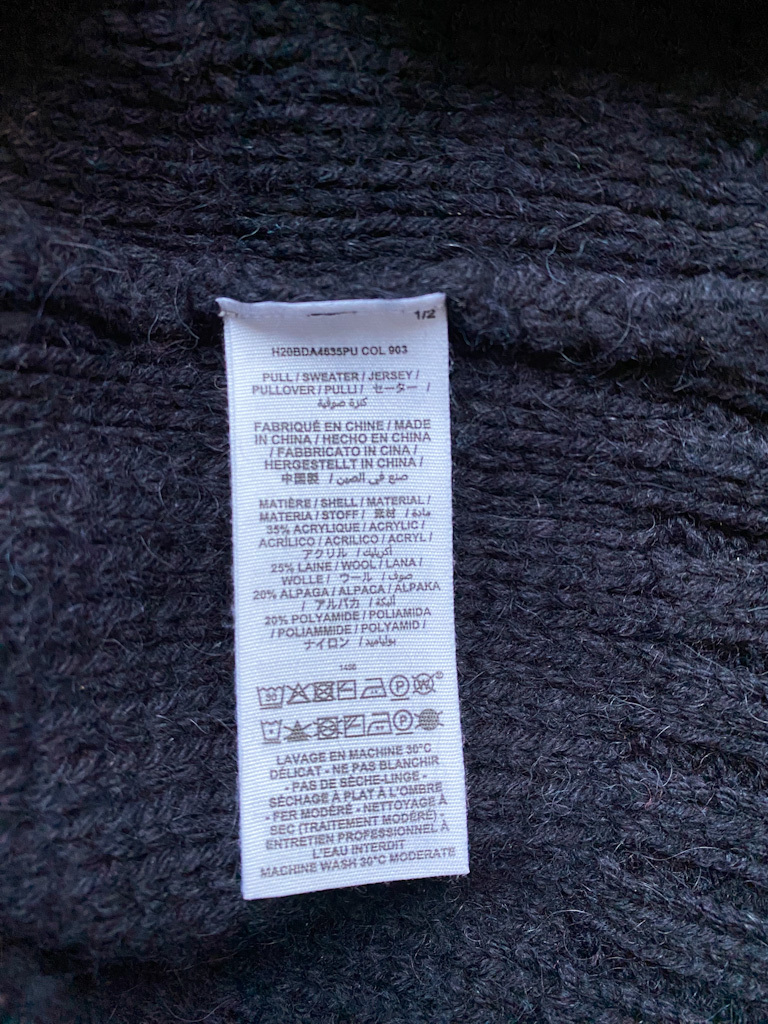 1/2
H20BDA4635PU COL 903
PULL / SWEATER / JERSEY /
PULLOVER / PULLI / セーター /
كنزة صوفية
FABRIQUÉ EN CHINE / MADE
IN CHINA / HECHO EN CHINA
/ FABBRICATO IN CINA /
HERGESTELLT IN CHINA /
中国製 / صنع في الصين /
MATIÈRE / SHELL / MATERIAL /
MATERIA / STOFF / 素材 / مادة /
35% ACRYLIQUE / ACRYLIC /
ACRÍLICO / ACRILICO / ACRYL /
アクリル / أكريليك /
25% LAINE / WOOL / LANA /
WOLLE / ウール / صوف /
20% ALPAGA / ALPACA / ALPAKA
/ アルパカ / ألبكة /
20% POLYAMIDE / POLIAMIDA
/ POLIAMMIDE / POLYAMID /
ナイロン / بوليأميد
1456
LAVAGE EN MACHINE 30°C
DÉLICAT - NE PAS BLANCHIR
- PAS DE SÈCHE-LINGE -
SÉCHAGE À PLAT À L'OMBRE
- FER MODÉRÉ - NETTOYAGE À
SEC (TRAITEMENT MODÉRÉ) -
ENTRETIEN PROFESSIONNEL À
L'EAU INTERDIT
MACHINE WASH 30°C MODERATE